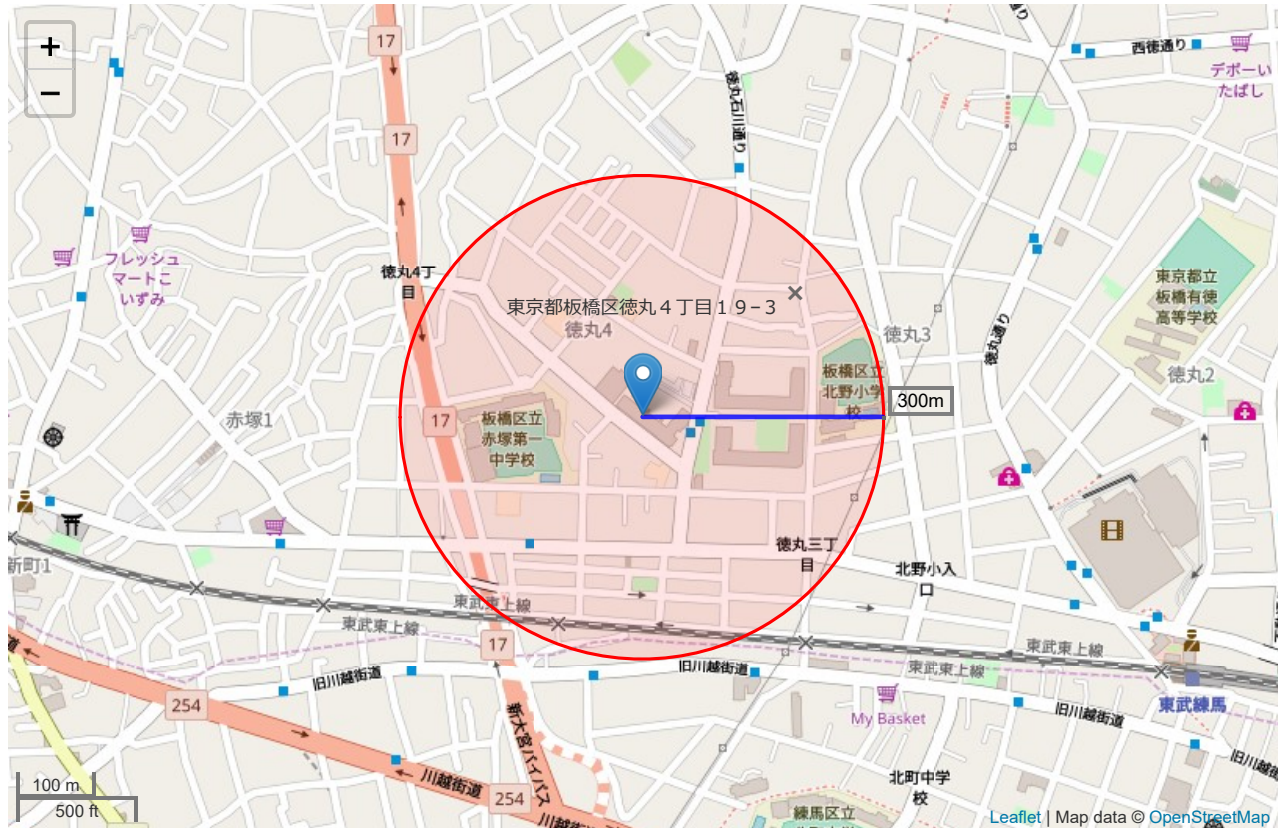 +
−
17
17
17
17
254
254
西徳通り
デポーい
たばし
徳丸石川通り
フレッシュ
マートこ
いずみ
徳丸4丁
目
東京都板橋区徳丸４丁目１９−３
徳丸4
徳丸3
徳丸通り
東京都立
板橋有徳
高等学校
徳丸2
板橋区立
北野小学
校
300m
板橋区立
赤塚第一
中学校
赤塚1
徳丸三丁
目
北野小入
口
新町1
東武東上線
東武東上線
東武東上線
東武東上線
旧川越街道
旧川越街道
旧川越街道
旧川越
東武練馬
My Basket
新大宮バイパス
川越街道
川越街
北町中学
校
練馬区立
100 m
500 ft
Leaflet | Map data © OpenStreetMap